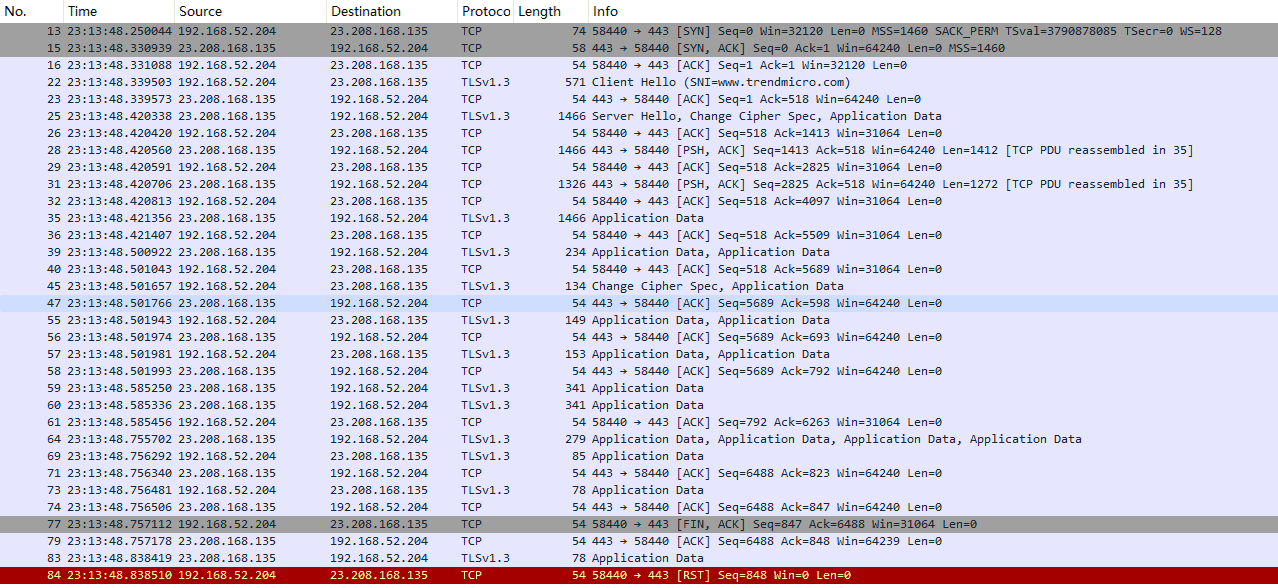 No. Time Source Destination Protoco Length Info
13 23:13:48.250044 192.168.52.204 23.208.168.135 TCP 74 58440 → 443 [SYN] Seq=0 Win=32120 Len=0 MSS=1460 SACK_PERM TSval=3790878085 TSecr=0 WS=128
15 23:13:48.330939 23.208.168.135 192.168.52.204 TCP 58 443 → 58440 [SYN, ACK] Seq=0 Ack=1 Win=64240 Len=0 MSS=1460
16 23:13:48.331088 192.168.52.204 23.208.168.135 TCP 54 58440 → 443 [ACK] Seq=1 Ack=1 Win=32120 Len=0
22 23:13:48.339503 192.168.52.204 23.208.168.135 TLSv1.3 571 Client Hello (SNI=www.trendmicro.com)
23 23:13:48.339573 23.208.168.135 192.168.52.204 TCP 54 443 → 58440 [ACK] Seq=1 Ack=518 Win=64240 Len=0
25 23:13:48.420338 23.208.168.135 192.168.52.204 TLSv1.3 1466 Server Hello, Change Cipher Spec, Application Data
26 23:13:48.420420 192.168.52.204 23.208.168.135 TCP 54 58440 → 443 [ACK] Seq=518 Ack=1413 Win=31064 Len=0
28 23:13:48.420560 23.208.168.135 192.168.52.204 TCP 1466 443 → 58440 [PSH, ACK] Seq=1413 Ack=518 Win=64240 Len=1412 [TCP PDU reassembled in 35]
29 23:13:48.420591 192.168.52.204 23.208.168.135 TCP 54 58440 → 443 [ACK] Seq=518 Ack=2825 Win=31064 Len=0
31 23:13:48.420706 23.208.168.135 192.168.52.204 TCP 1326 443 → 58440 [PSH, ACK] Seq=2825 Ack=518 Win=64240 Len=1272 [TCP PDU reassembled in 35]
32 23:13:48.420813 192.168.52.204 23.208.168.135 TCP 54 58440 → 443 [ACK] Seq=518 Ack=4097 Win=31064 Len=0
35 23:13:48.421356 23.208.168.135 192.168.52.204 TLSv1.3 1466 Application Data
36 23:13:48.421407 192.168.52.204 23.208.168.135 TCP 54 58440 → 443 [ACK] Seq=518 Ack=5509 Win=31064 Len=0
39 23:13:48.500922 23.208.168.135 192.168.52.204 TLSv1.3 234 Application Data, Application Data
40 23:13:48.501043 192.168.52.204 23.208.168.135 TCP 54 58440 → 443 [ACK] Seq=518 Ack=5689 Win=31064 Len=0
45 23:13:48.501657 192.168.52.204 23.208.168.135 TLSv1.3 134 Change Cipher Spec, Application Data
47 23:13:48.501766 23.208.168.135 192.168.52.204 TCP 54 443 → 58440 [ACK] Seq=5689 Ack=598 Win=64240 Len=0
55 23:13:48.501943 192.168.52.204 23.208.168.135 TLSv1.3 149 Application Data, Application Data
56 23:13:48.501974 23.208.168.135 192.168.52.204 TCP 54 443 → 58440 [ACK] Seq=5689 Ack=693 Win=64240 Len=0
57 23:13:48.501981 192.168.52.204 23.208.168.135 TLSv1.3 153 Application Data, Application Data
58 23:13:48.501993 23.208.168.135 192.168.52.204 TCP 54 443 → 58440 [ACK] Seq=5689 Ack=792 Win=64240 Len=0
59 23:13:48.585250 23.208.168.135 192.168.52.204 TLSv1.3 341 Application Data
60 23:13:48.585336 23.208.168.135 192.168.52.204 TLSv1.3 341 Application Data
61 23:13:48.585456 192.168.52.204 23.208.168.135 TCP 54 58440 → 443 [ACK] Seq=792 Ack=6263 Win=31064 Len=0
64 23:13:48.755702 23.208.168.135 192.168.52.204 TLSv1.3 279 Application Data, Application Data, Application Data, Application Data
69 23:13:48.756292 192.168.52.204 23.208.168.135 TLSv1.3 85 Application Data
71 23:13:48.756340 23.208.168.135 192.168.52.204 TCP 54 443 → 58440 [ACK] Seq=6488 Ack=823 Win=64240 Len=0
73 23:13:48.756481 192.168.52.204 23.208.168.135 TLSv1.3 78 Application Data
74 23:13:48.756506 23.208.168.135 192.168.52.204 TCP 54 443 → 58440 [ACK] Seq=6488 Ack=847 Win=64240 Len=0
77 23:13:48.757112 192.168.52.204 23.208.168.135 TCP 54 58440 → 443 [FIN, ACK] Seq=847 Ack=6488 Win=31064 Len=0
79 23:13:48.757178 23.208.168.135 192.168.52.204 TCP 54 443 → 58440 [ACK] Seq=6488 Ack=848 Win=64239 Len=0
83 23:13:48.838419 23.208.168.135 192.168.52.204 TLSv1.3 78 Application Data
84 23:13:48.838510 192.168.52.204 23.208.168.135 TCP 54 58440 → 443 [RST] Seq=848 Win=0 Len=0